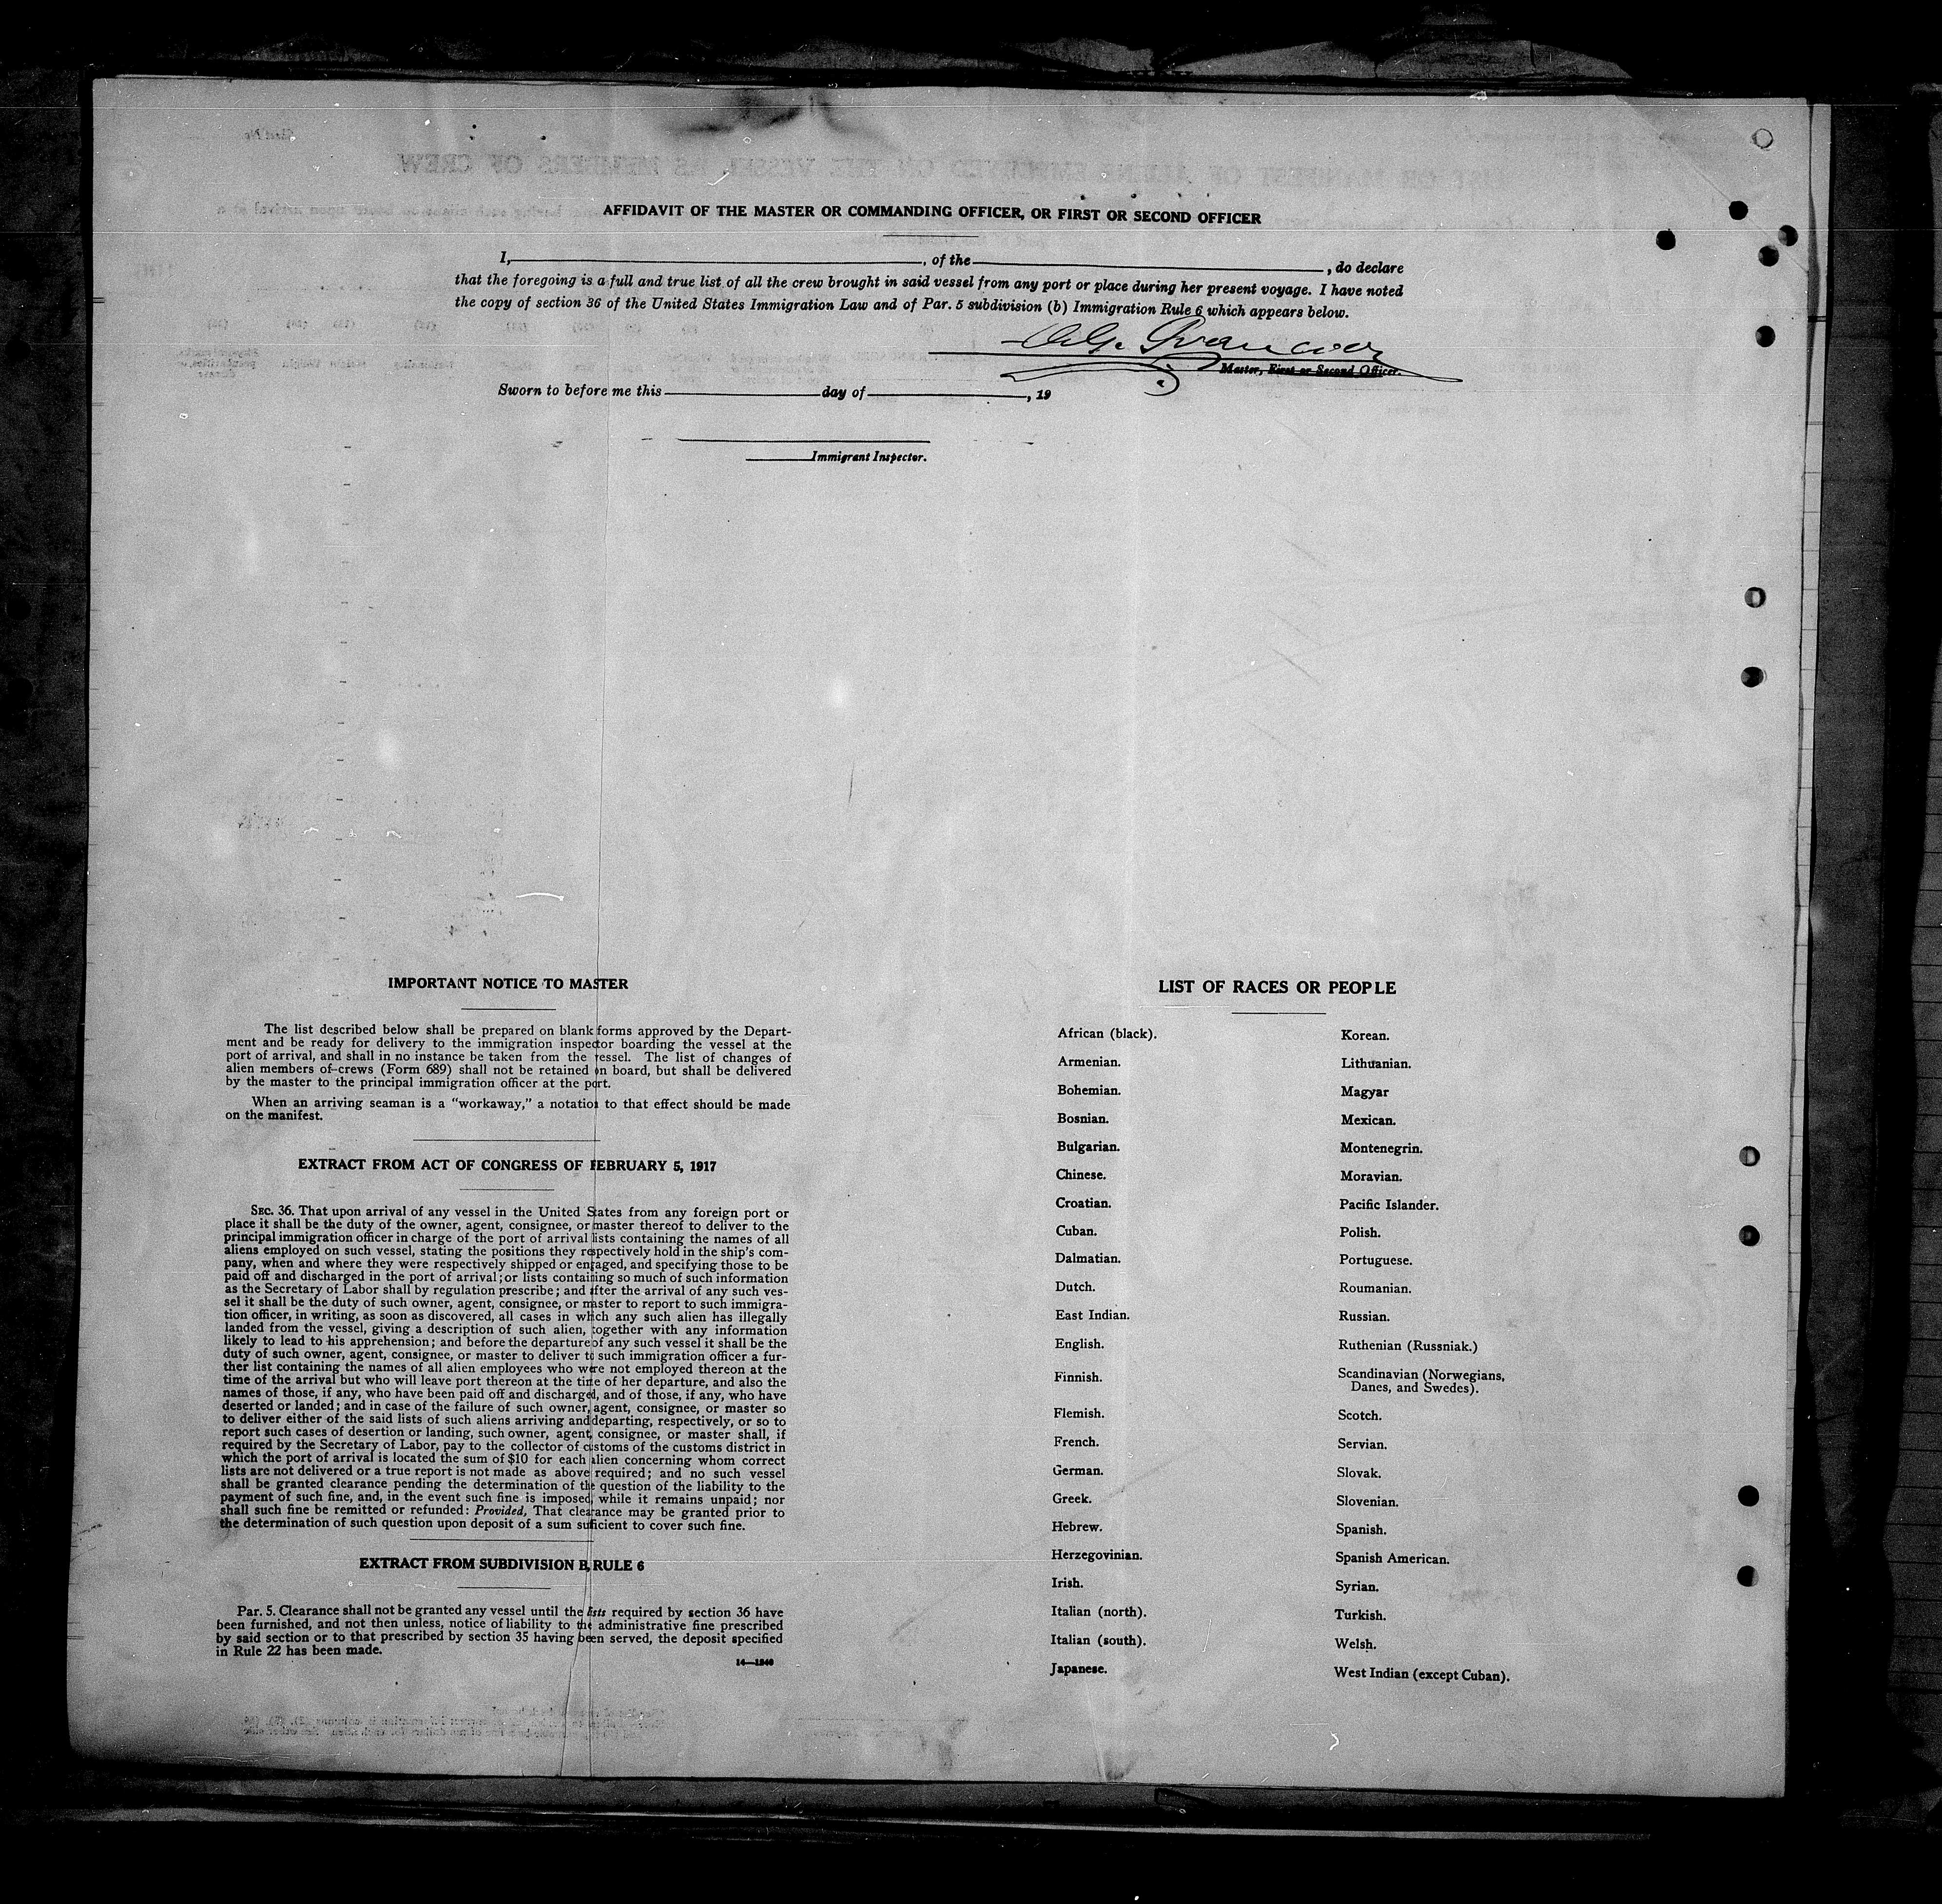 AFFIDAVIT OF THE MASTER OR COMMANDING OFFICER, OR FIRST OR SECOND OFFICER
I, , of the , do declare
that the foregoing is a full and true list of all the crew brought in said vessel from any port or place during her present voyage. I have noted
the copy of section 36 of the United States Immigration Law and of Par. 5 subdivision (b) Immigration Rule 6 which appears below.
Master, First or Second Officer.
Sworn to before me this day of , 19
Immigrant Inspector.
IMPORTANT NOTICE TO MASTER
The list described below shall be prepared on blank forms approved by the Depart-
ment and be ready for delivery to the immigration inspector boarding the vessel at the
port of arrival, and shall in no instance be taken from the vessel. The list of changes of
alien members of crews (Form 689) shall not be retained on board, but shall be delivered
by the master to the principal immigration officer at the port.
When an arriving seaman is a "workaway," a notation to that effect should be made
on the manifest.
EXTRACT FROM ACT OF CONGRESS OF FEBRUARY 5, 1917
SEC. 36. That upon arrival of any vessel in the United States from any foreign port or
place it shall be the duty of the owner, agent, consignee, or master thereof to deliver to the
principal immigration officer in charge of the port of arrival lists containing the names of all
aliens employed on such vessel, stating the positions they respectively hold in the ship's com-
pany, when and where they were respectively shipped or engaged, and specifying those to be
paid off and discharged in the port of arrival; or lists containing so much of such information
as the Secretary of Labor shall by regulation prescribe; and after the arrival of any such ves-
sel it shall be the duty of such owner, agent, consignee, or master to report to such immigra-
tion officer, in writing, as soon as discovered, all cases in which any such alien has illegally
landed from the vessel, giving a description of such alien, together with any information
likely to lead to his apprehension; and before the departure of any such vessel it shall be the
duty of such owner, agent, consignee, or master to deliver to such immigration officer a fur-
ther list containing the names of all alien employees who were not employed thereon at the
time of the arrival but who will leave port thereon at the time of her departure, and also the
names of those, if any, who have been paid off and discharged, and of those, if any, who have
deserted or landed; and in case of the failure of such owner, agent, consignee, or master so
to deliver either of the said lists of such aliens arriving and departing, respectively, or so to
report such cases of desertion or landing, such owner, agent, consignee, or master shall, if
required by the Secretary of Labor, pay to the collector of customs of the customs district in
which the port of arrival is located the sum of $10 for each alien concerning whom correct
lists are not delivered or a true report is not made as above required; and no such vessel
shall be granted clearance pending the determination of the question of the liability to the
payment of such fine, and, in the event such fine is imposed, while it remains unpaid; nor
shall such fine be remitted or refunded: Provided, That clearance may be granted prior to
the determination of such question upon deposit of a sum sufficient to cover such fine.
EXTRACT FROM SUBDIVISION B, RULE 6
Par. 5. Clearance shall not be granted any vessel until the lists required by section 36 have
been furnished, and not then unless, notice of liability to the administrative fine prescribed
by said section or to that prescribed by section 35 having been served, the deposit specified
in Rule 22 has been made.
14—1240
LIST OF RACES OR PEOPLE
African (black).
Armenian.
Bohemian.
Bosnian.
Bulgarian.
Chinese.
Croatian.
Cuban.
Dalmatian.
Dutch.
East Indian.
English.
Finnish.
Flemish.
French.
German.
Greek.
Hebrew.
Herzegovinian.
Irish.
Italian (north).
Italian (south).
Japanese.
Korean.
Lithuanian.
Magyar
Mexican.
Montenegrin.
Moravian.
Pacific Islander.
Polish.
Portuguese.
Roumanian.
Russian.
Ruthenian (Russniak.)
Scandinavian (Norwegians,
Danes, and Swedes).
Scotch.
Servian.
Slovak.
Slovenian.
Spanish.
Spanish American.
Syrian.
Turkish.
Welsh.
West Indian (except Cuban).